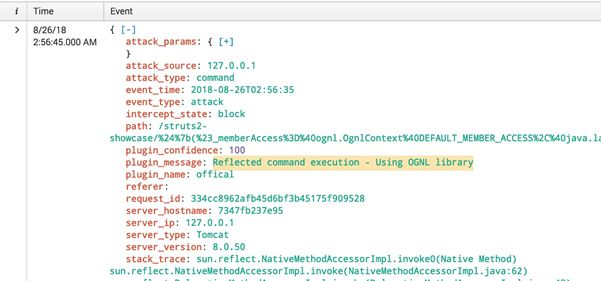 i Time Event
> 8/26/18 { [-]
2:56:45.000 AM attack_params: { [+]
}
attack_source: 127.0.0.1
attack_type: command
event_time: 2018-08-26T02:56:35
event_type: attack
intercept_state: block
path: /struts2-
showcase/%24%7b(%23_memberAccess%3D%40ognl.OgnlContext%40DEFAULT_MEMBER_ACCESS%2C%40java.la
plugin_confidence: 100
plugin_message: Reflected command execution - Using OGNL library
plugin_name: offical
referer:
request_id: 334cc8962afb45d6bf3b45175f909528
server_hostname: 7347fb237e95
server_ip: 127.0.0.1
server_type: Tomcat
server_version: 8.0.50
stack_trace: sun.reflect.NativeMethodAccessorImpl.invoke0(Native Method)
sun.reflect.NativeMethodAccessorImpl.invoke(NativeMethodAccessorImpl.java:62)